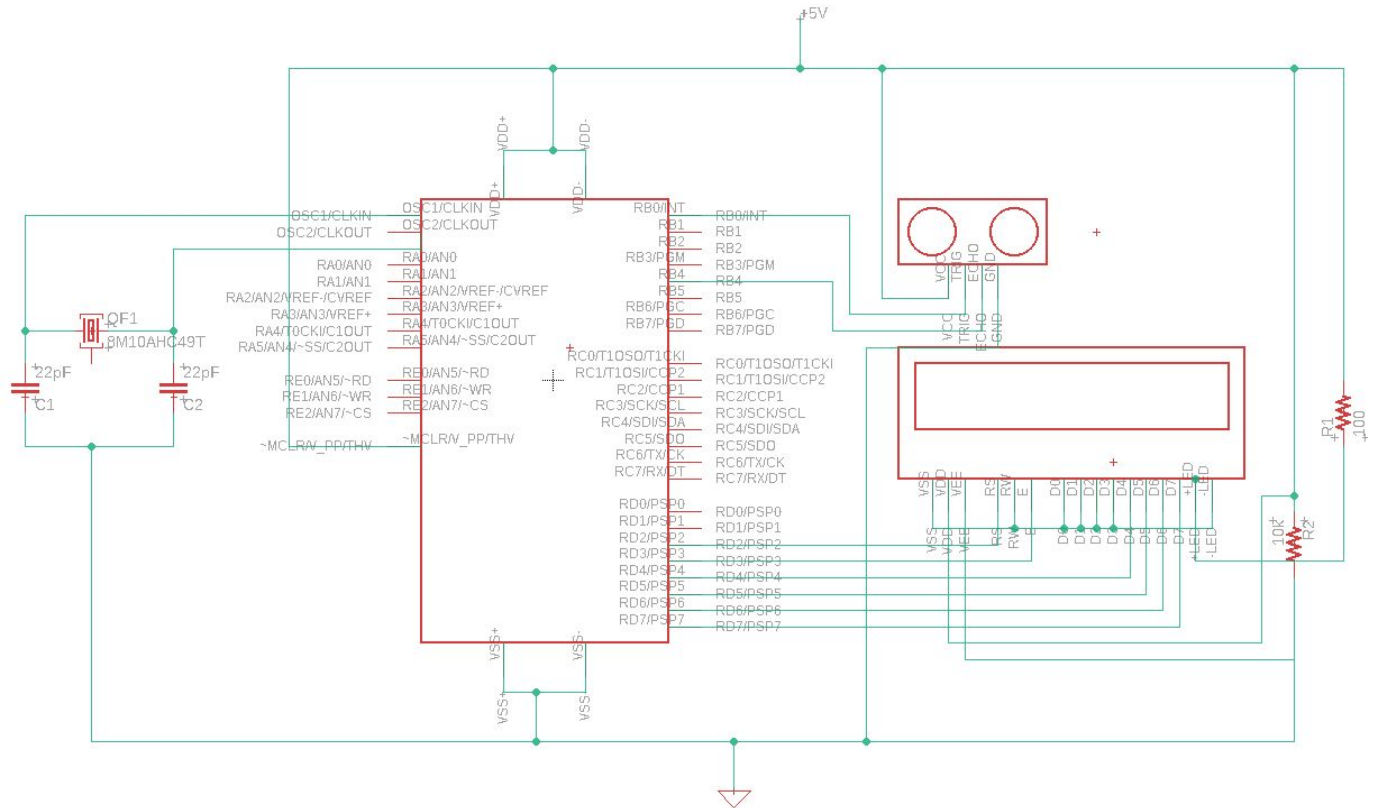 +5V
VDD+
VDD-
VDD+
VDD-
OSC1/CLKIN
OSC2/CLKOUT
RA0/AN0
RA1/AN1
RA2/AN2/VREF-/CVREF
RA3/AN3/VREF+
RA4/T0CKI/C1OUT
RA5/AN4/~SS/C2OUT
RE0/AN5/~RD
RE1/AN6/~WR
RE2/AN7/~CS
~MCLR/V_PP/THV
OSC1/CLKIN
OSC2/CLKOUT
RA0/AN0
RA1/AN1
RA2/AN2/VREF-/CVREF
RA3/AN3/VREF+
RA4/T0CKI/C1OUT
RA5/AN4/~SS/C2OUT
RE0/AN5/~RD
RE1/AN6/~WR
RE2/AN7/~CS
~MCLR/V_PP/THV
RB0/INT
RB1
RB2
RB3/PGM
RB4
RB5
RB6/PGC
RB7/PGD
RC0/T1OSO/T1CKI
RC1/T1OSI/CCP2
RC2/CCP1
RC3/SCK/SCL
RC4/SDI/SDA
RC5/SDO
RC6/TX/CK
RC7/RX/DT
RD0/PSP0
RD1/PSP1
RD2/PSP2
RD3/PSP3
RD4/PSP4
RD5/PSP5
RD6/PSP6
RD7/PSP7
RB0/INT
RB1
RB2
RB3/PGM
RB4
RB5
RB6/PGC
RB7/PGD
RC0/T1OSO/T1CKI
RC1/T1OSI/CCP2
RC2/CCP1
RC3/SCK/SCL
RC4/SDI/SDA
RC5/SDO
RC6/TX/CK
RC7/RX/DT
RD0/PSP0
RD1/PSP1
RD2/PSP2
RD3/PSP3
RD4/PSP4
RD5/PSP5
RD6/PSP6
RD7/PSP7
VSS+
VSS-
VSS+
VSS
QF1
8M10AHC49T
22pF
C1
22pF
C2
VCC
TRIG
ECHO
GND
VCC
TRIG
ECHO
GND
VSS
VDD
VEE
RS
RW
E
D0
D1
D2
D3
D4
D5
D6
D7
+LED
-LED
VSS
VDD
VEE
RS
RW
E
D4
D5
D6
D7
+LED
-LED
R1
100
10k
R2